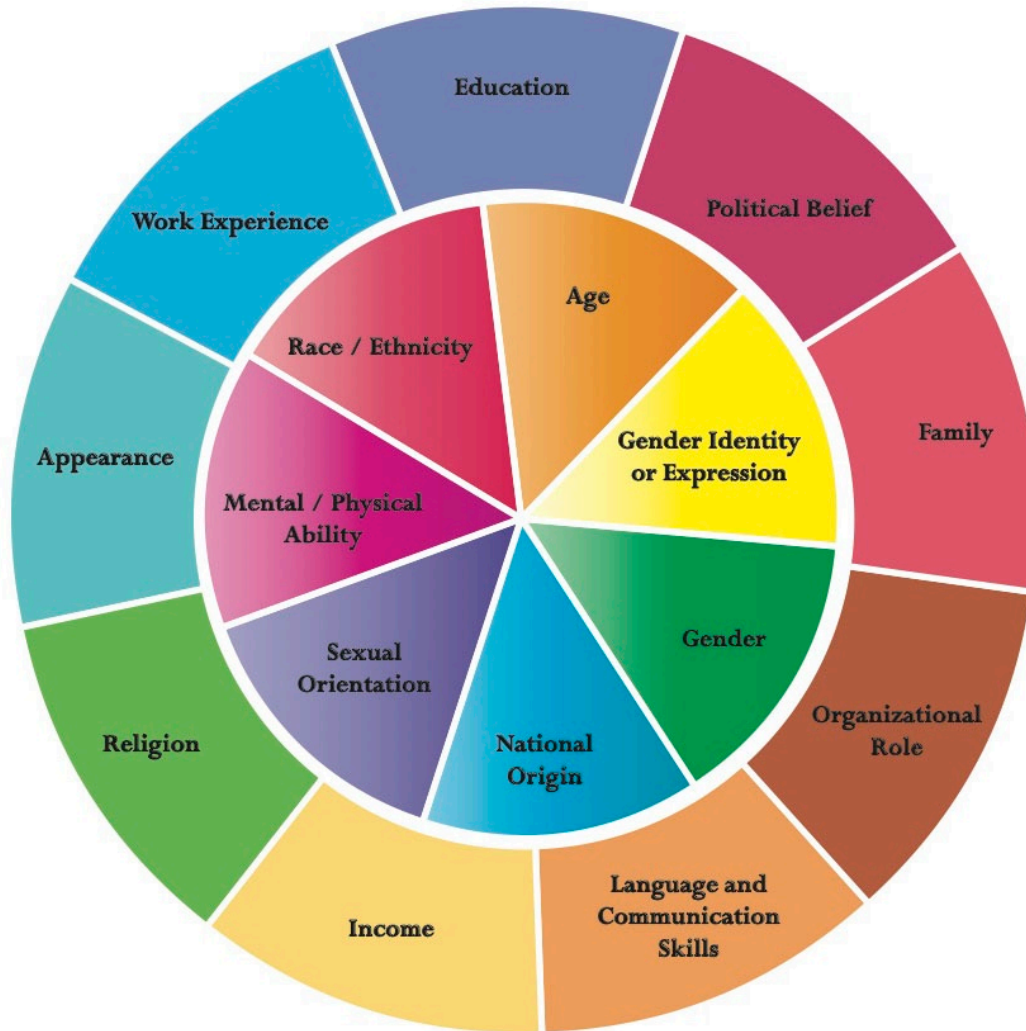 Education
Political Belief
Family
Organizational
Role
Language and
Communication
Skills
Income
Religion
Appearance
Work Experience
Age
Gender Identity
or Expression
Gender
National
Origin
Sexual
Orientation
Mental / Physical
Ability
Race / Ethnicity